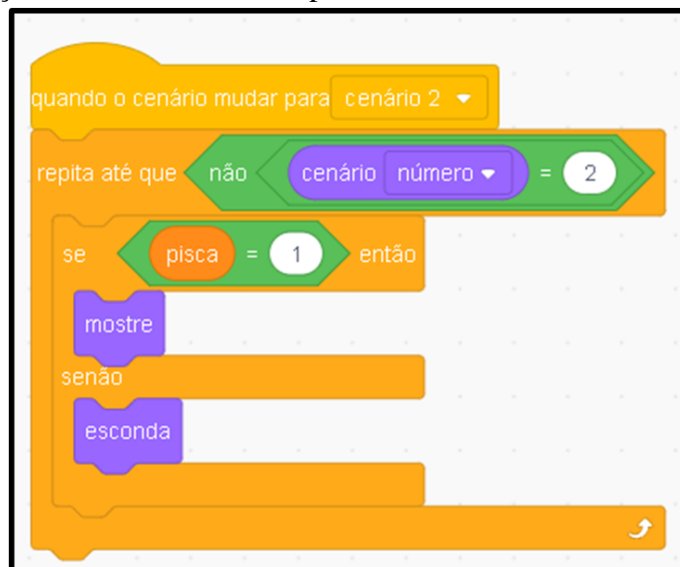 quando o cenário mudar para cenário 2
repita até que não cenário número = 2
se pisca = 1 então
mostre
senão
esconda